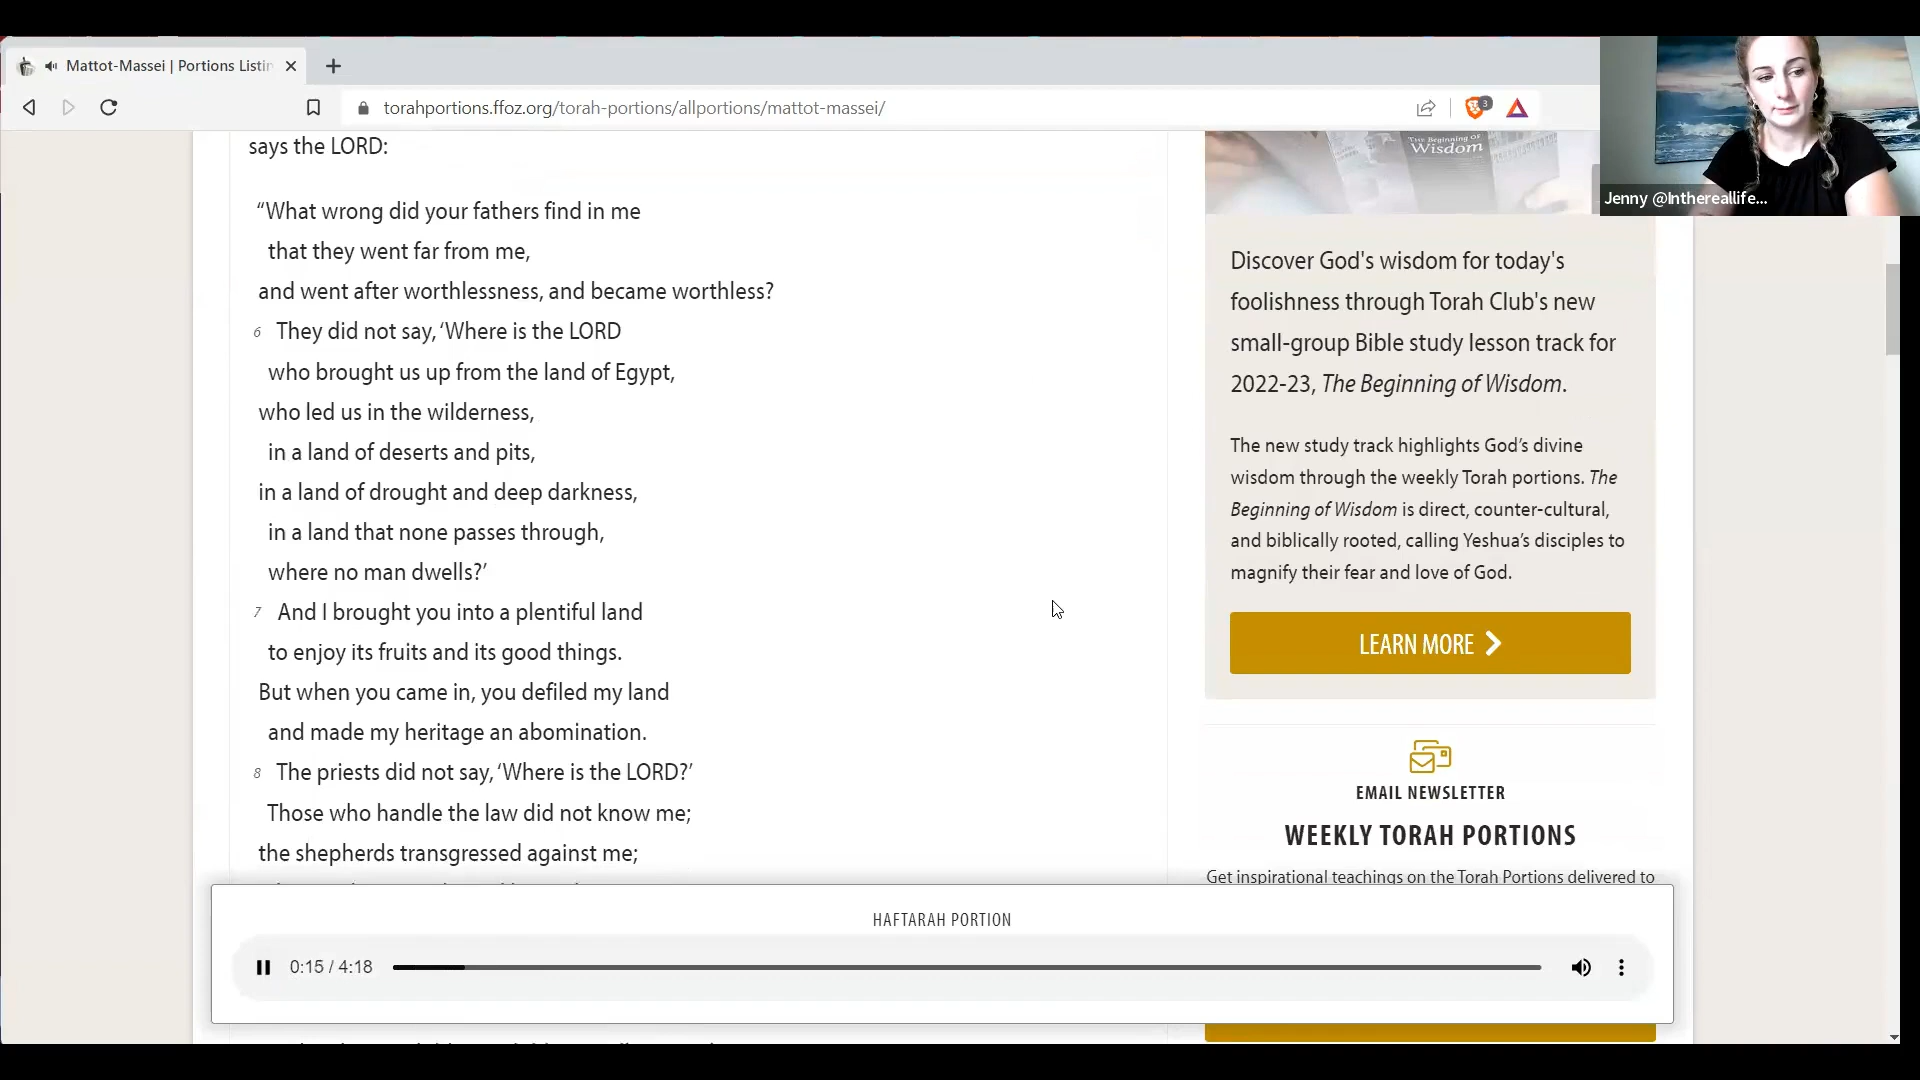 Mattot-Massei | Portions Listin
torahportions.ffoz.org/torah-portions/allportions/mattot-massei/
3
Jenny @Inthereallife...
says the LORD:
“What wrong did your fathers find in me
that they went far from me,
and went after worthlessness, and became worthless?
6 They did not say, ‘Where is the LORD
who brought us up from the land of Egypt,
who led us in the wilderness,
in a land of deserts and pits,
in a land of drought and deep darkness,
in a land that none passes through,
where no man dwells?’
7 And I brought you into a plentiful land
to enjoy its fruits and its good things.
But when you came in, you defiled my land
and made my heritage an abomination.
8 The priests did not say, ‘Where is the LORD?’
Those who handle the law did not know me;
the shepherds transgressed against me;
The Beginning of
Wisdom
Discover God's wisdom for today's
foolishness through Torah Club's new
small-group Bible study lesson track for
2022-23, The Beginning of Wisdom.
The new study track highlights God’s divine
wisdom through the weekly Torah portions. The
Beginning of Wisdom is direct, counter-cultural,
and biblically rooted, calling Yeshua’s disciples to
magnify their fear and love of God.
LEARN MORE
EMAIL NEWSLETTER
WEEKLY TORAH PORTIONS
Get inspirational teachings on the Torah Portions delivered to
HAFTARAH PORTION
0:15 / 4:18